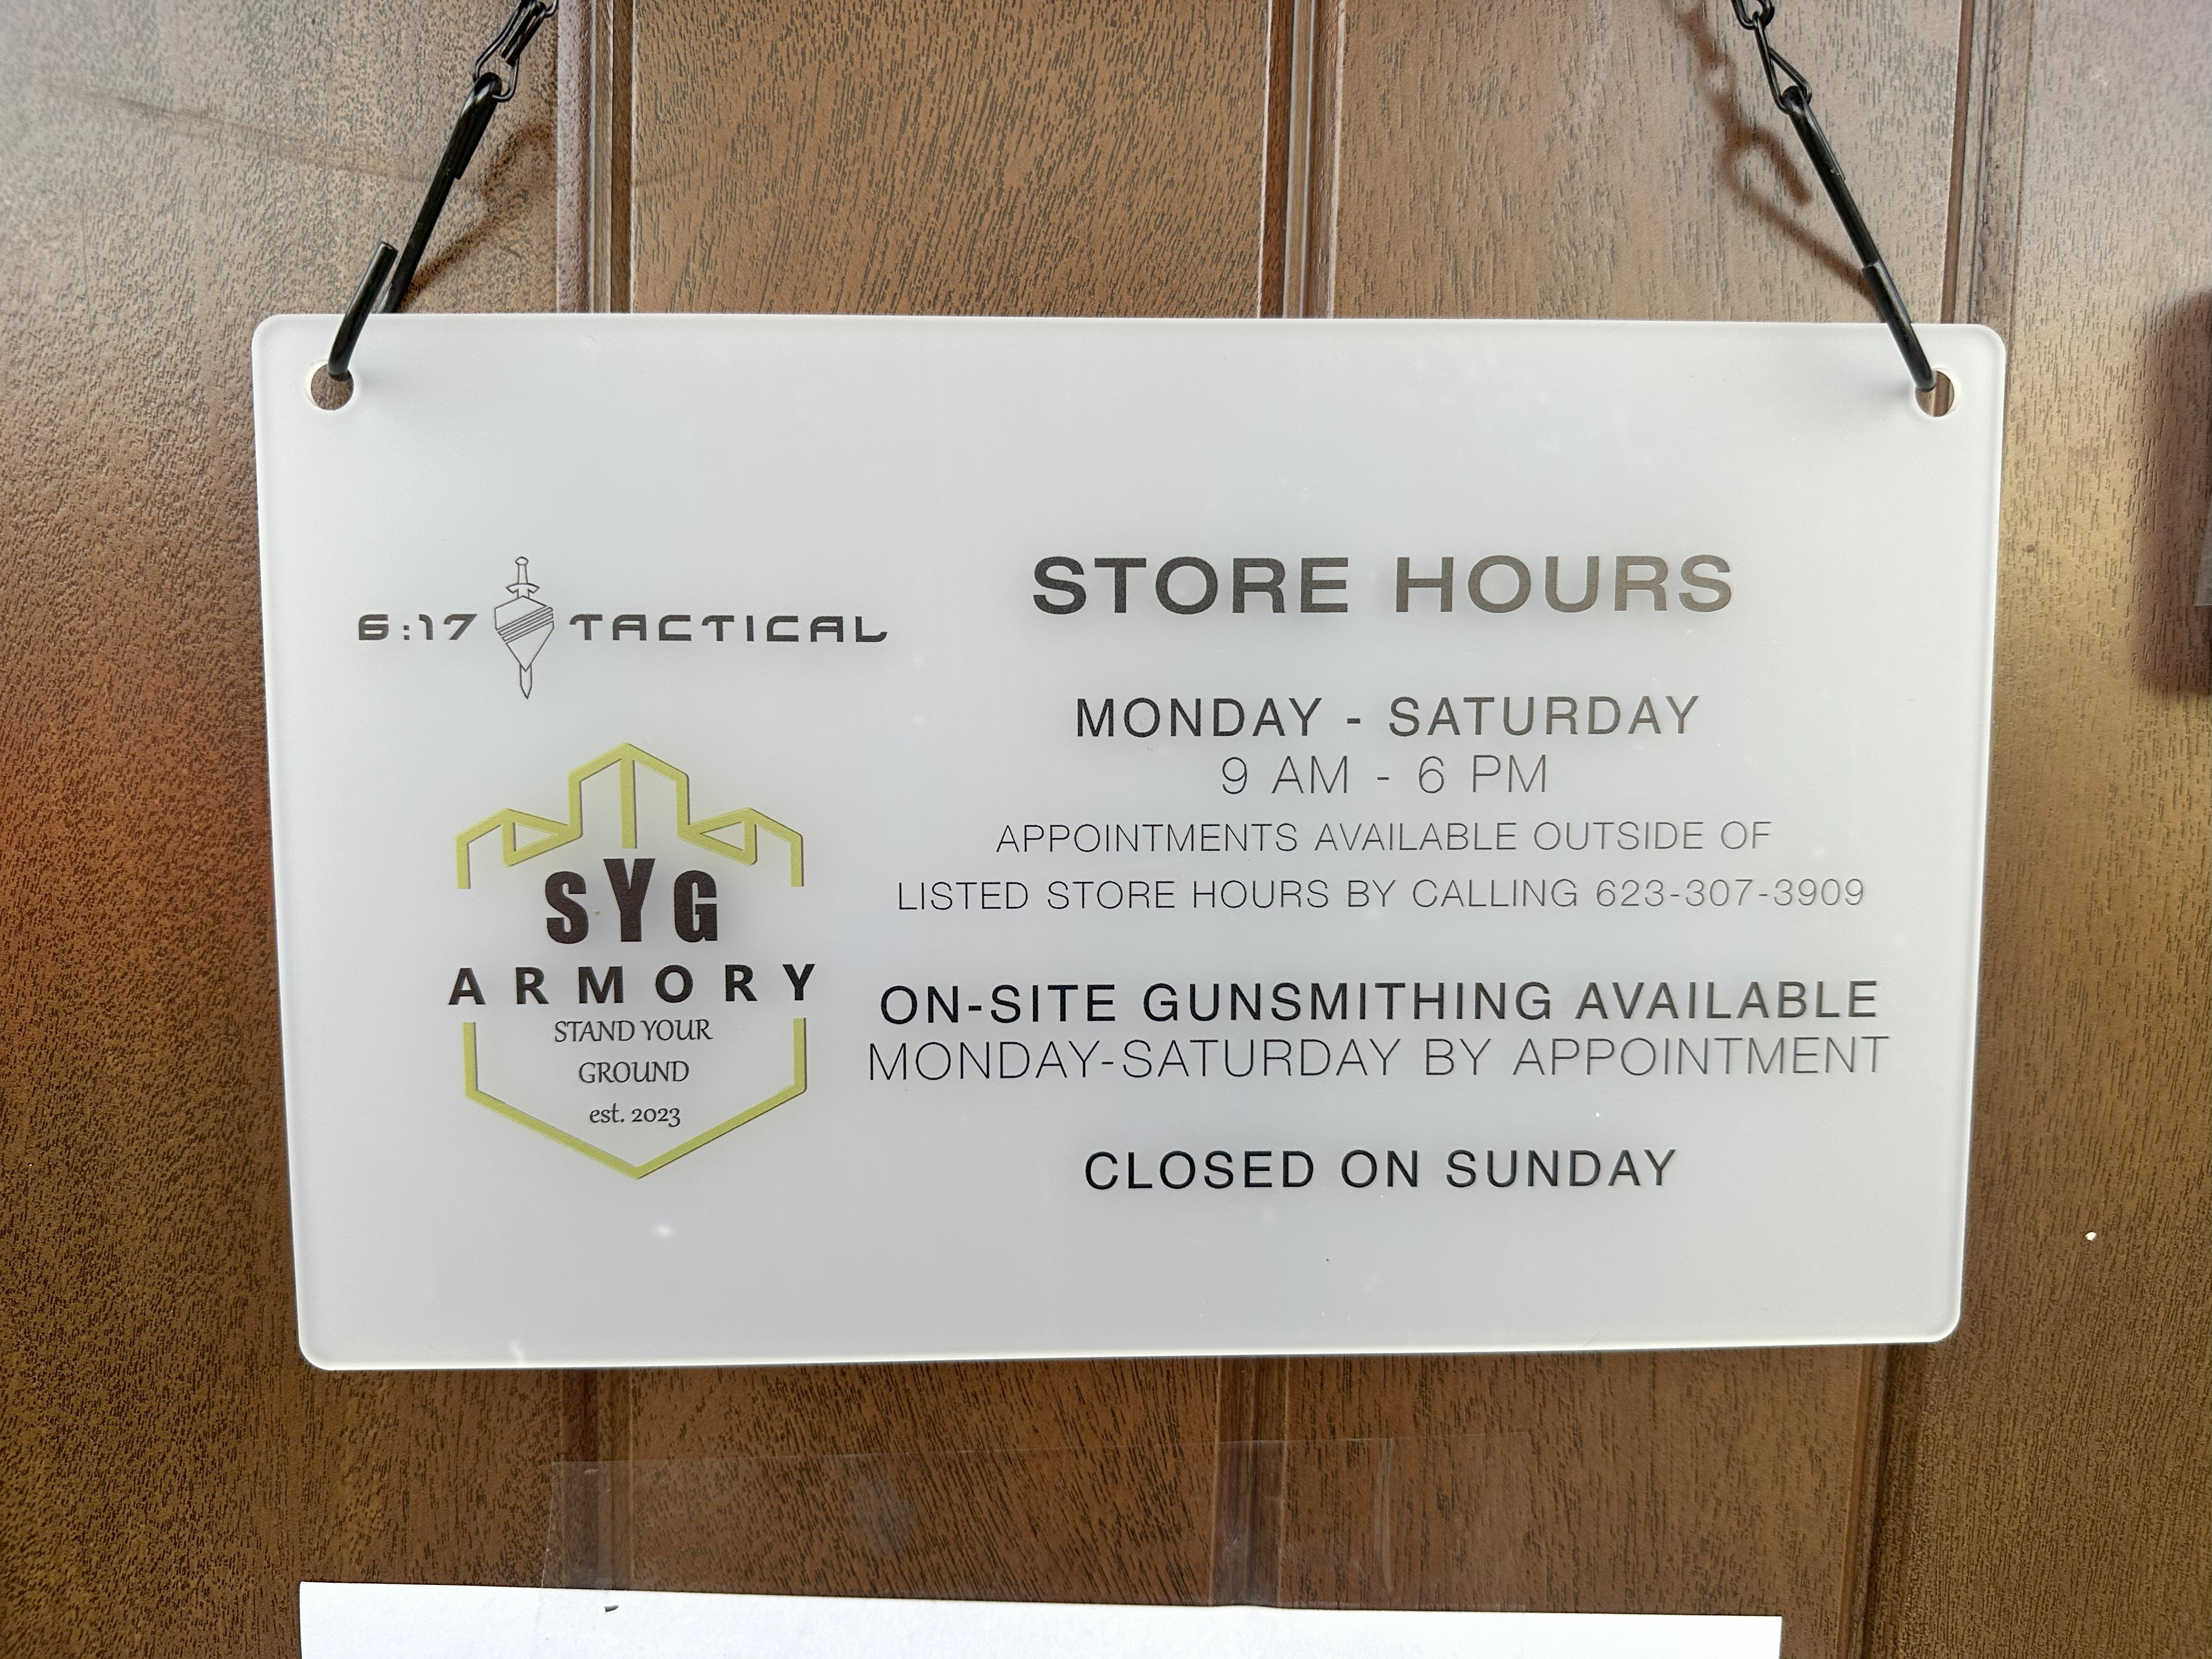 6:17 TACTICAL
SYG
ARMORY
STAND YOUR
GROUND
est. 2023
STORE HOURS
MONDAY - SATURDAY
9 AM - 6 PM
APPOINTMENTS AVAILABLE OUTSIDE OF
LISTED STORE HOURS BY CALLING 623-307-3909
ON-SITE GUNSMITHING AVAILABLE
MONDAY-SATURDAY BY APPOINTMENT
CLOSED ON SUNDAY